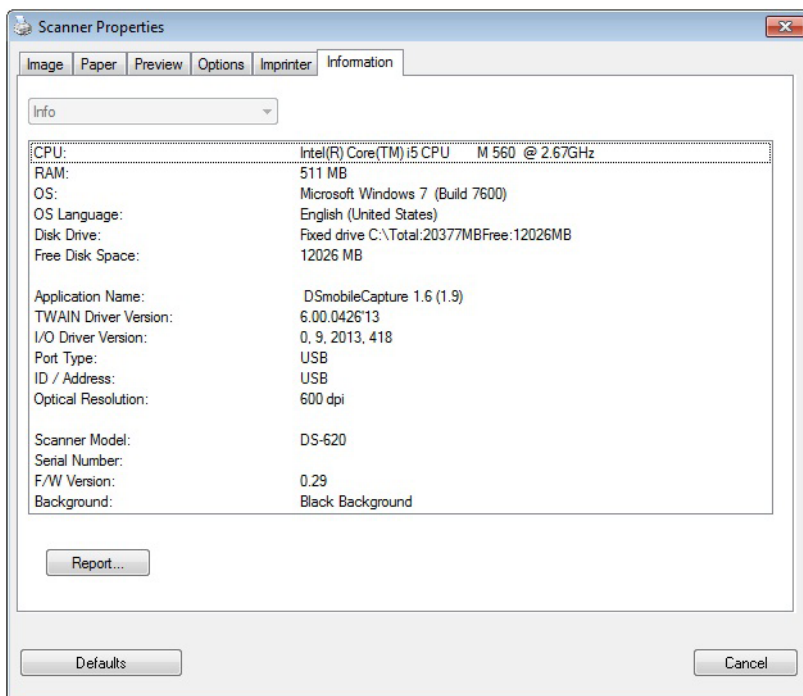 Scanner Properties
Image Paper Preview Options Imprinter Information
Info
CPU: Intel(R) Core(TM) i5 CPU M 560 @ 2.67GHz
RAM: 511 MB
OS: Microsoft Windows 7 (Build 7600)
OS Language: English (United States)
Disk Drive: Fixed drive C:\Total:20377MBFree:12026MB
Free Disk Space: 12026 MB
Application Name: DSmobileCapture 1.6 (1.9)
TWAIN Driver Version: 6.00.0426'13
I/O Driver Version: 0, 9, 2013, 418
Port Type: USB
ID / Address: USB
Optical Resolution: 600 dpi
Scanner Model: DS-620
Serial Number:
F/W Version: 0.29
Background: Black Background
Report...
Defaults Cancel